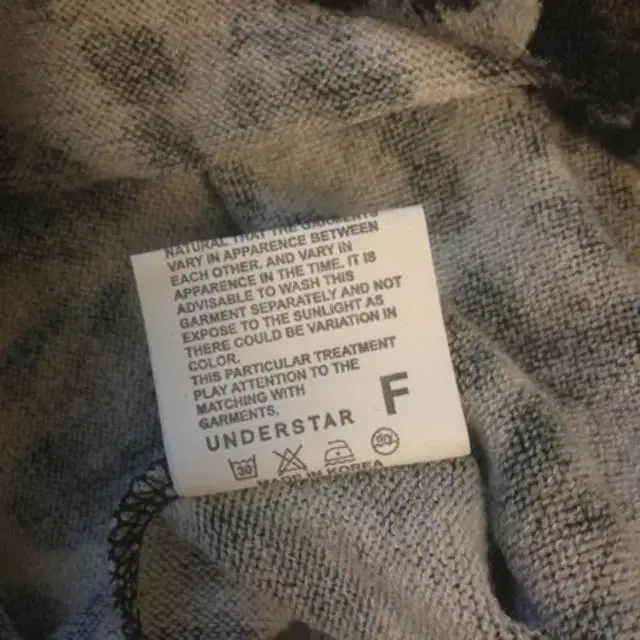 NATURAL THAT THE GARMENTS
VARY IN APPARENCE BETWEEN
EACH OTHER, AND VARY IN
APPARENCE IN THE TIME, IT IS
ADVISABLE TO WASH THIS
GARMENT SEPARATELY AND NOT
EXPOSE TO THE SUNLIGHT AS
THERE COULD BE VARIATION IN
COLOR.
THIS PARTICULAR TREATMENT
PLAY ATTENTION TO THE
MATCHING WITH
GARMENTS.
F
UNDERSTAR
30
dry
KOREA